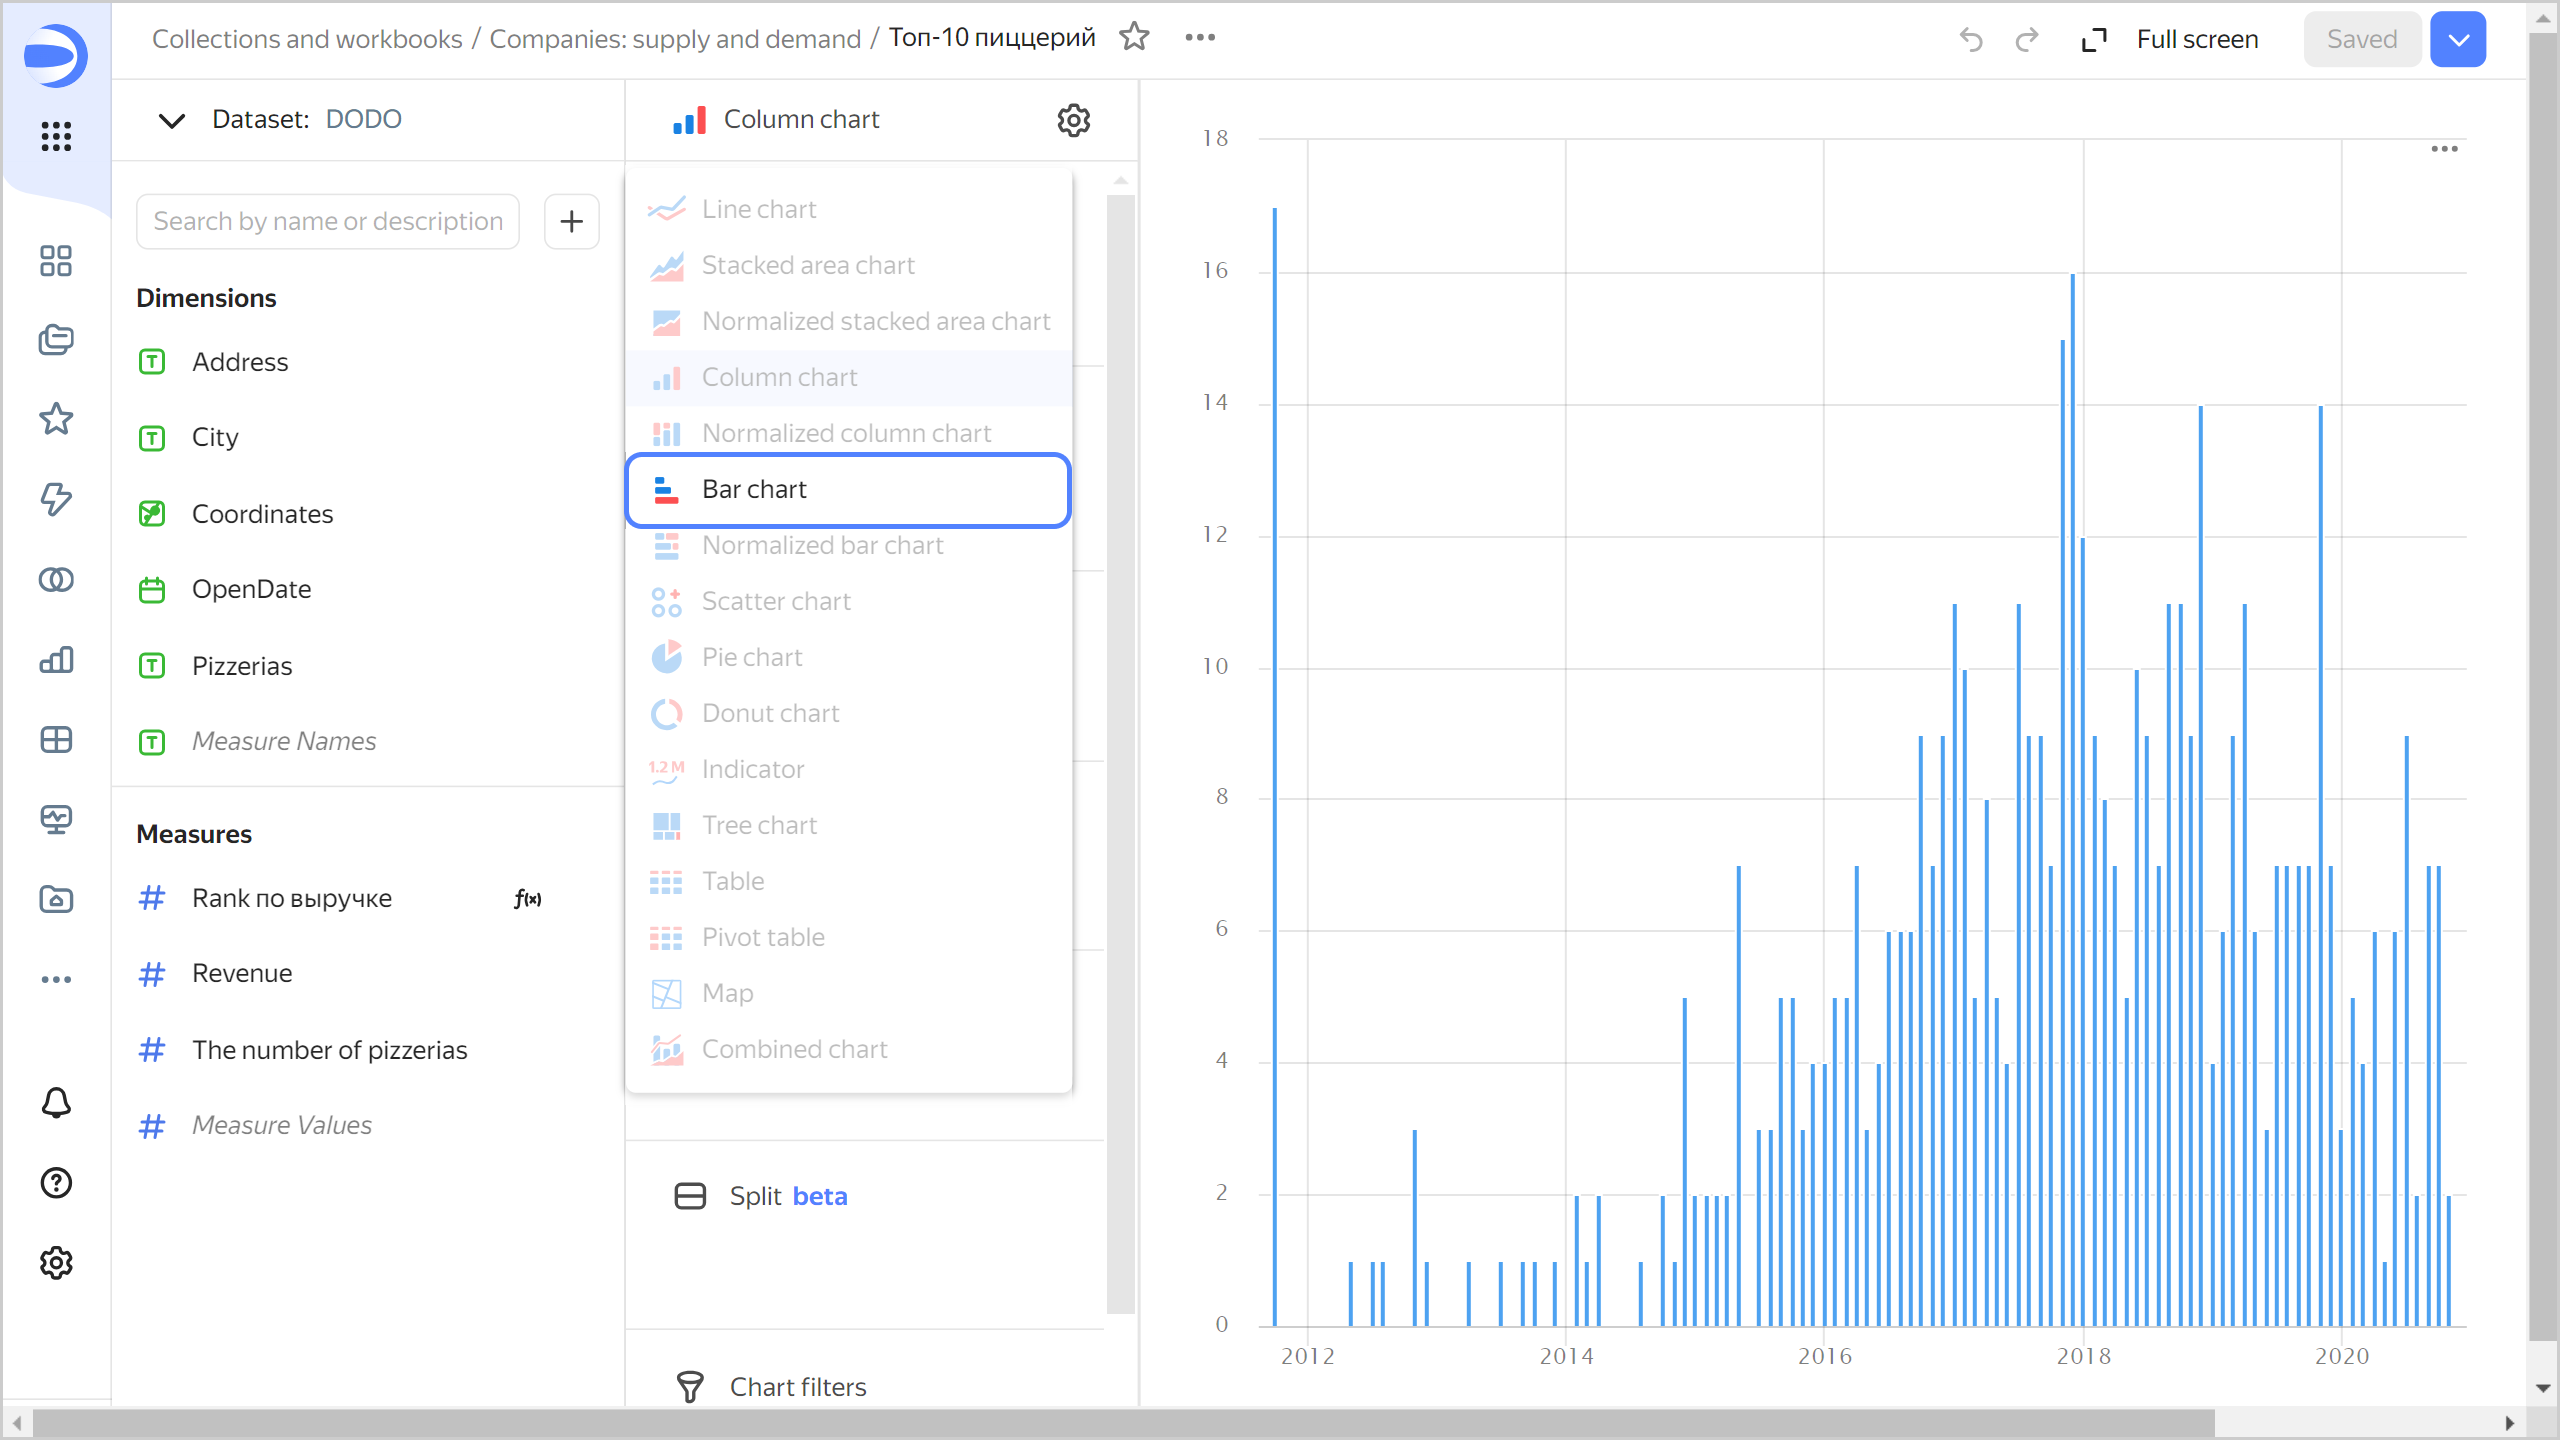 Collections and workbooks / Companies: supply and demand / Топ-10 пиццерий
Full screen
Saved
Dataset: DODO
Search by name or description
Dimensions
Address
City
Coordinates
OpenDate
Pizzerias
Measure Names
Measures
Rank по выручке
f(x)
Revenue
The number of pizzerias
Measure Values
Column chart
Line chart
Stacked area chart
Normalized stacked area chart
Column chart
Normalized column chart
Bar chart
Normalized bar chart
Scatter chart
Pie chart
Donut chart
1.2 M
Indicator
Tree chart
Table
Pivot table
Map
Combined chart
Split beta
Chart filters
18
16
14
12
10
8
6
4
2
0
2012
2014
2016
2018
2020